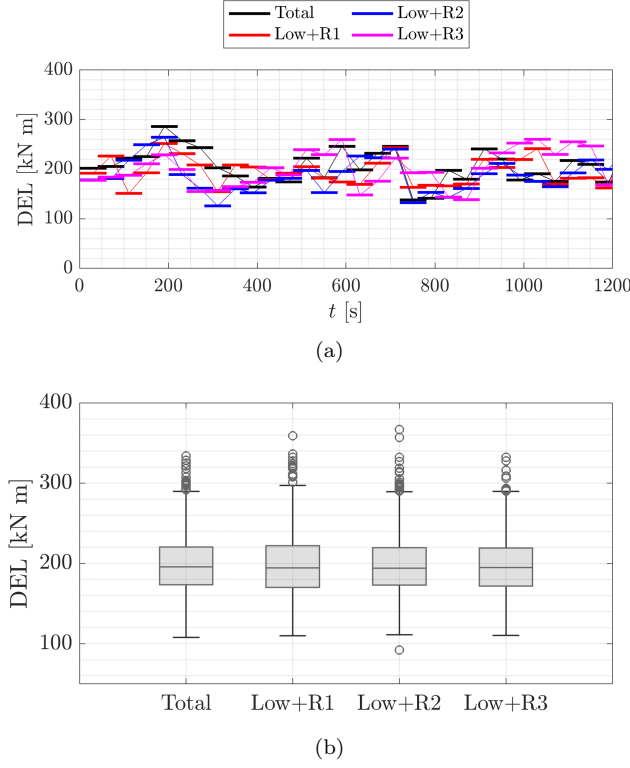 Total
Low+R2
Low+R1
Low+R3
400
300
200
100
0
DEL [kN m]
0 200 400 600 800 1000 1200
t [s]
(a)
400
300
200
100
DEL [kN m]
Total Low+R1 Low+R2 Low+R3
(b)